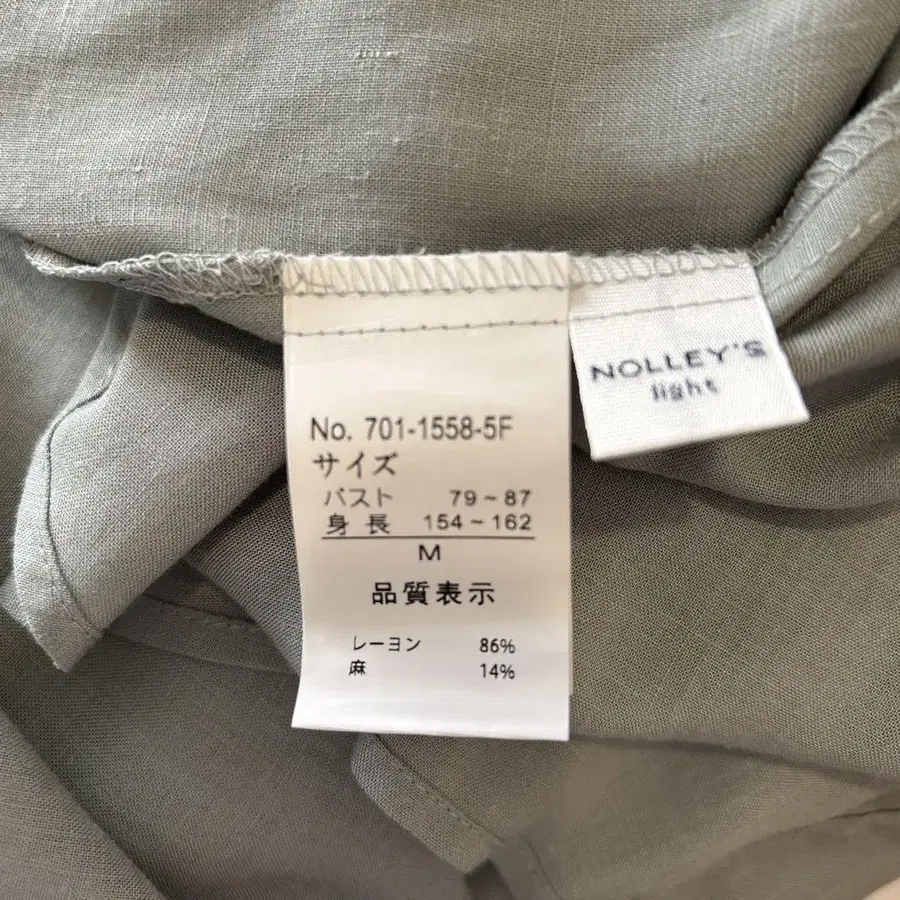 No. 701-1558-5F
サイズ
バスト 79~87
身長 154~162
M
品質表示
レーヨン 86%
麻 14%
NOLLEY'S
light